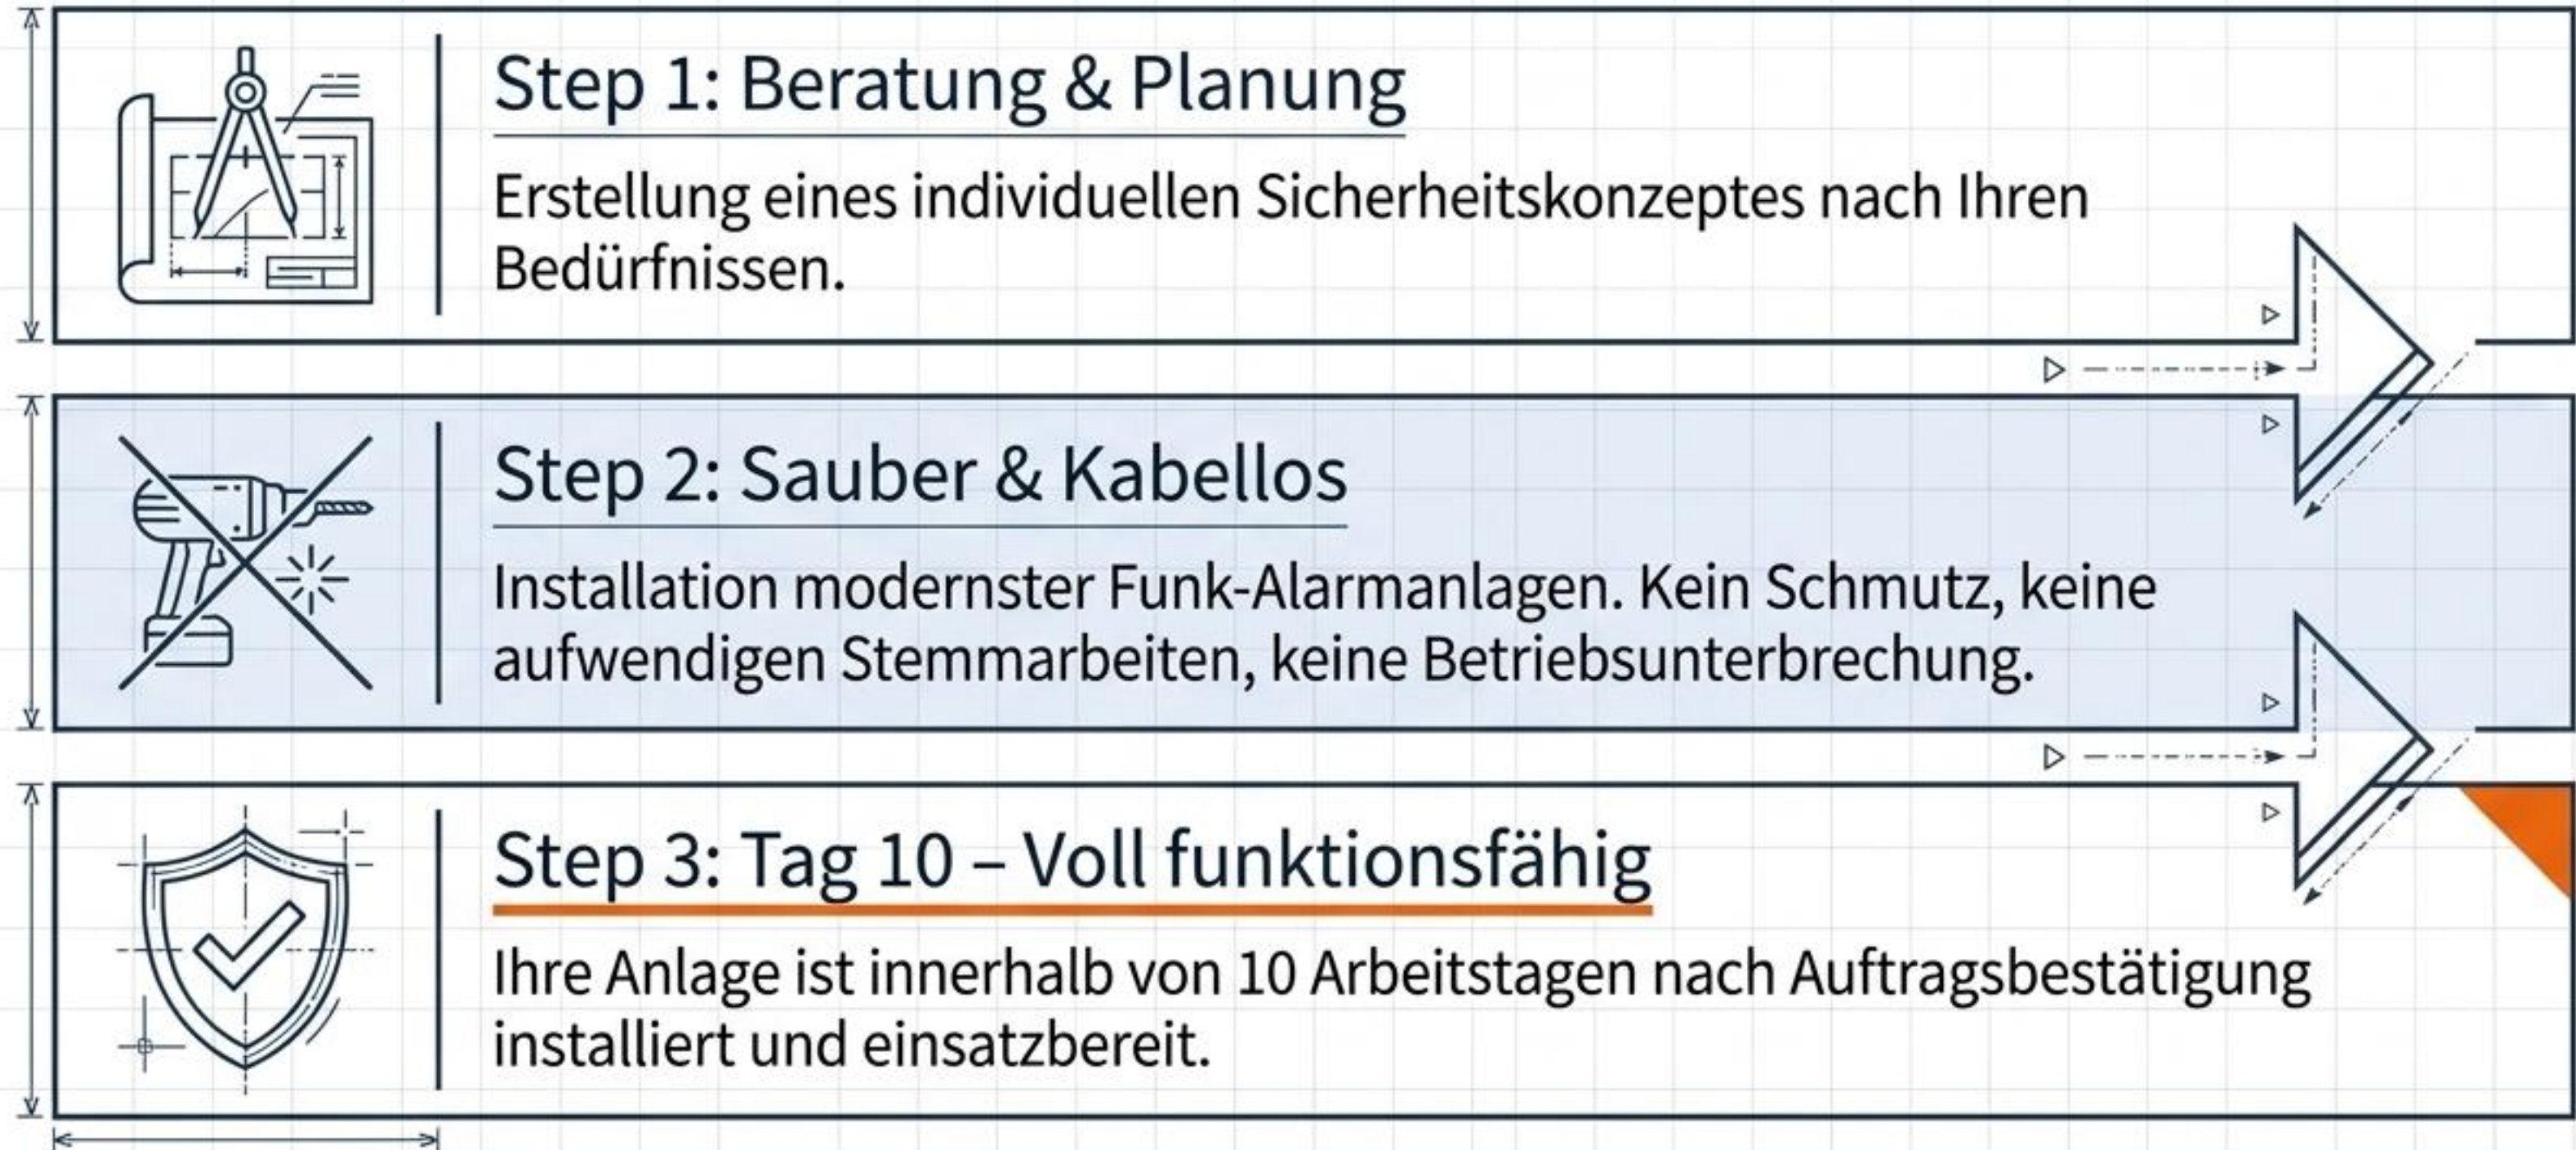 Step 1: Beratung & Planung
Erstellung eines individuellen Sicherheitskonzeptes nach Ihren
Bedürfnissen.
Step 2: Sauber & Kabellos
Installation modernster Funk-Alarmanlagen. Kein Schmutz, keine
aufwendigen Stemmarbeiten, keine Betriebsunterbrechung.
Step 3: Tag 10 – Voll funktionsfähig
Ihre Anlage ist innerhalb von 10 Arbeitstagen nach Auftragsbestätigung
installiert und einsatzbereit.